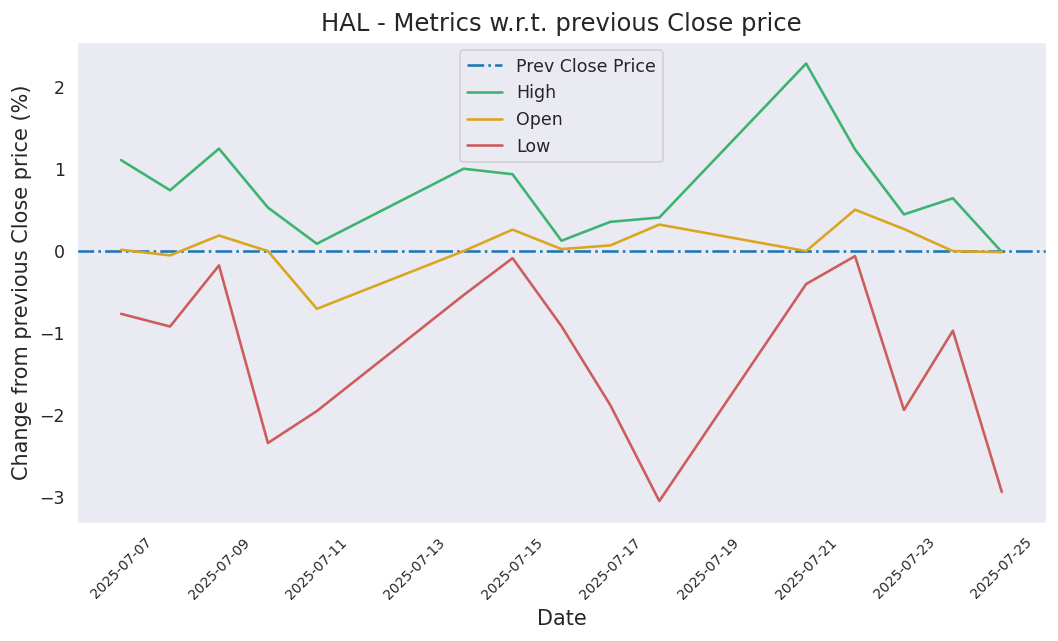 HAL - Metrics w.r.t. previous Close price
Change from previous Close price (%)
2
1
0
−1
−2
−3
Prev Close Price
High
Open
Low
2025-07-07
2025-07-09
2025-07-11
2025-07-13
2025-07-15
2025-07-17
2025-07-19
2025-07-21
2025-07-23
2025-07-25
Date